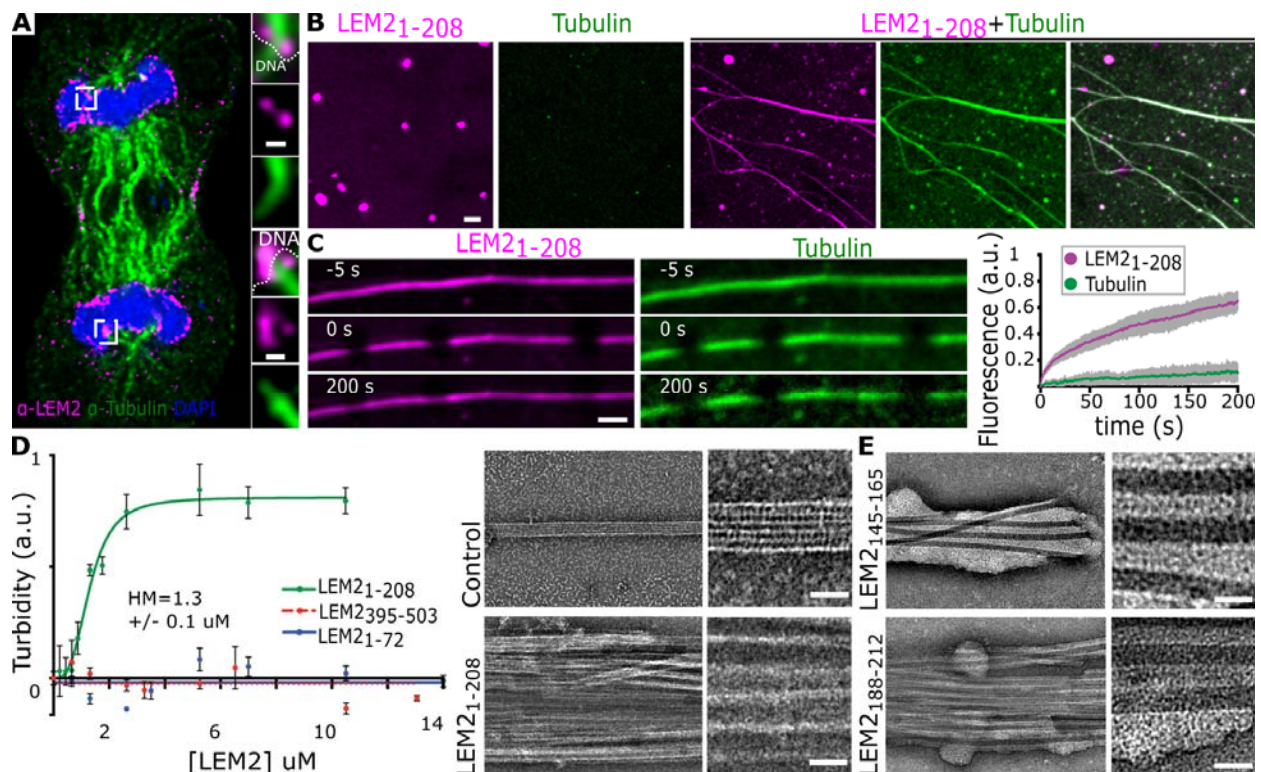 A
DNA
DNA
α-LEM2 α-Tubulin DAPI
B
LEM21-208
Tubulin
LEM21-208+Tubulin
C
LEM21-208
Tubulin
-5 s
-5 s
0 s
0 s
200 s
200 s
Fluorescence (a.u.)
1
0.8
0.6
0.4
0.2
0
50
100
150
200
time (s)
LEM21-208
Tubulin
D
Turbidity (a.u.)
1
0
HM=1.3
+/- 0.1 uM
LEM21-208
LEM2395-503
LEM21-72
2
6
10
14
[LEM2] uM
Control
LEM21-208
E
LEM2145-165
LEM2188-212